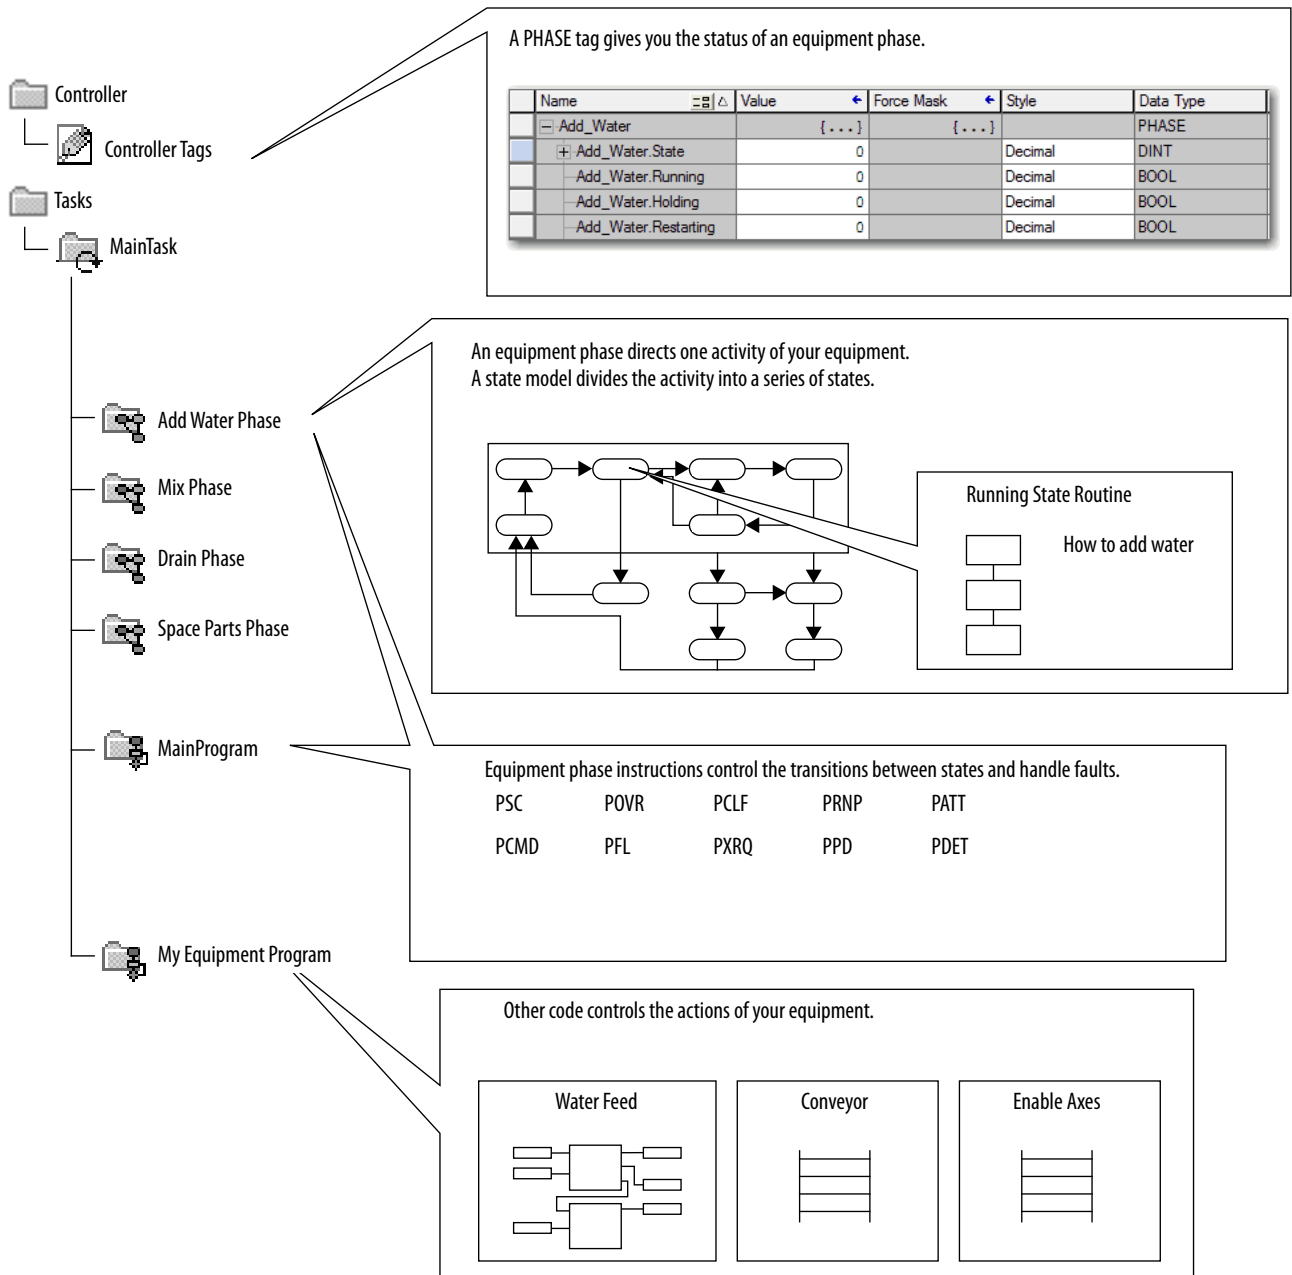 A PHASE tag gives you the status of an equipment phase.
Controller
Controller Tags
Tasks
MainTask
Name Value Force Mask Style Data Type
Add_Water {...} {...} PHASE
Add_Water.State 0 Decimal DINT
Add_Water.Running 0 Decimal BOOL
Add_Water.Holding 0 Decimal BOOL
Add_Water.Restarting 0 Decimal BOOL
An equipment phase directs one activity of your equipment.
A state model divides the activity into a series of states.
Add Water Phase
Mix Phase
Drain Phase
Space Parts Phase
Running State Routine
How to add water
MainProgram
Equipment phase instructions control the transitions between states and handle faults.
PSC POVR PCLF PRNP PATT
PCMD PFL PXRQ PPD PDET
My Equipment Program
Other code controls the actions of your equipment.
Water Feed
Conveyor
Enable Axes